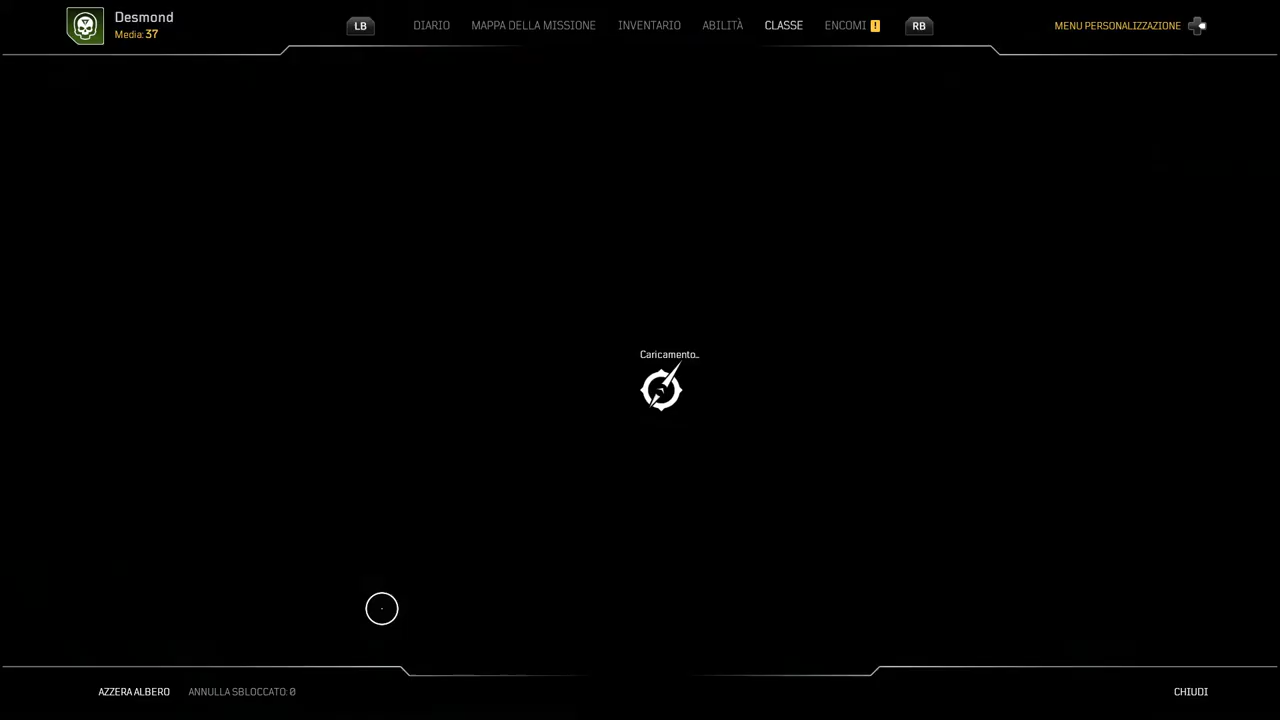 Desmond
Media: 37
LB
DIARIO
MAPPA DELLA MISSIONE
INVENTARIO
ABILITÀ
CLASSE
ENCOMI !
RB
MENU PERSONALIZZAZIONE
Caricamento...
AZZERA ALBERO
ANNULLA SBLOCCATO: 0
CHIUDI